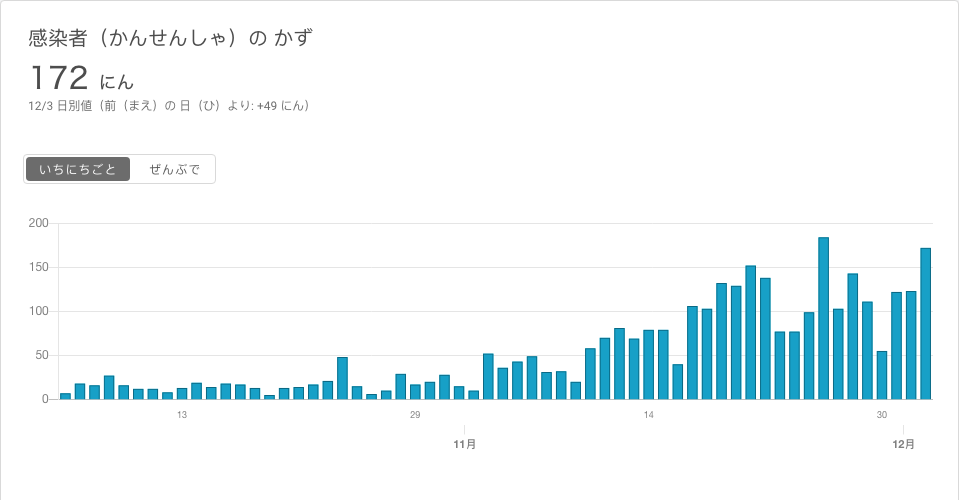 感染者（かんせんしゃ）の かず
172 にん
12/3 日別値（前（まえ）の 日（ひ）より: +49 にん）
いちにちごと ぜんぶで
200
150
100
50
0
13 29 14 30
11月 12月